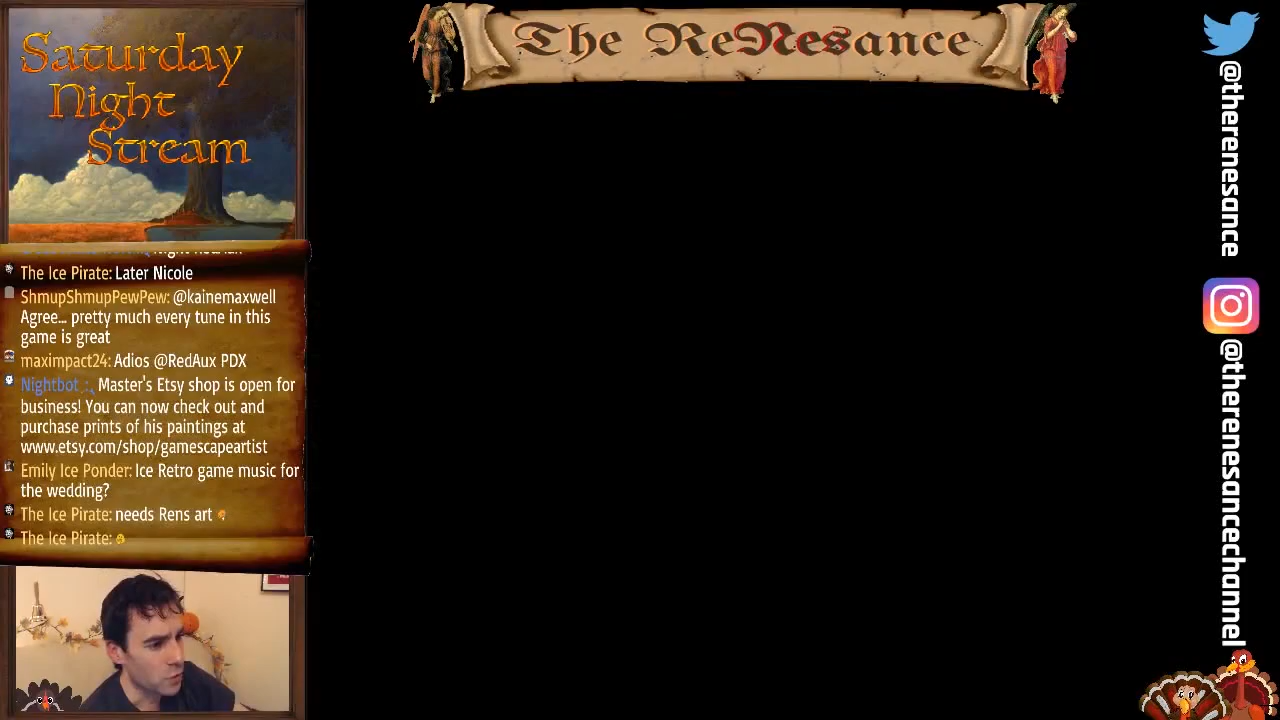 Saturday
Night
Stream
The ReNesance
The Ice Pirate: Later Nicole
ShmupShmupPewPew: @kainemaxwell
Agree... pretty much every tune in this
game is great
maximpact24: Adios @RedAux PDX
Nightbot: Master's Etsy shop is open for
business! You can now check out and
purchase prints of his paintings at
www.etsy.com/shop/gamescapeartist
Emily Ice Ponder: Ice Retro game music for
the wedding?
The Ice Pirate: needs Rens art
The Ice Pirate:
@therenesance
@therenesancechannel